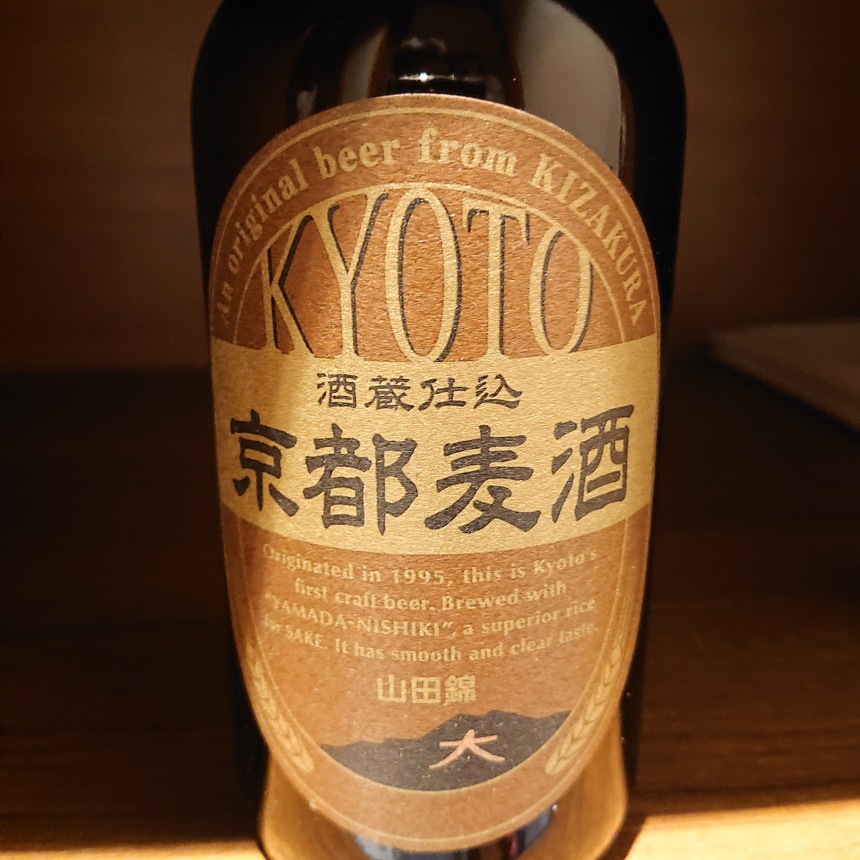 An original beer from KIZAKURA
KYOTO
酒蔵仕込
京都麦酒
Originated in 1995, this is Kyoto's
first craft beer. Brewed with
"YAMADA-NISHIKI", a superior rice
for SAKE. It has smooth and clear taste.
山田錦
大